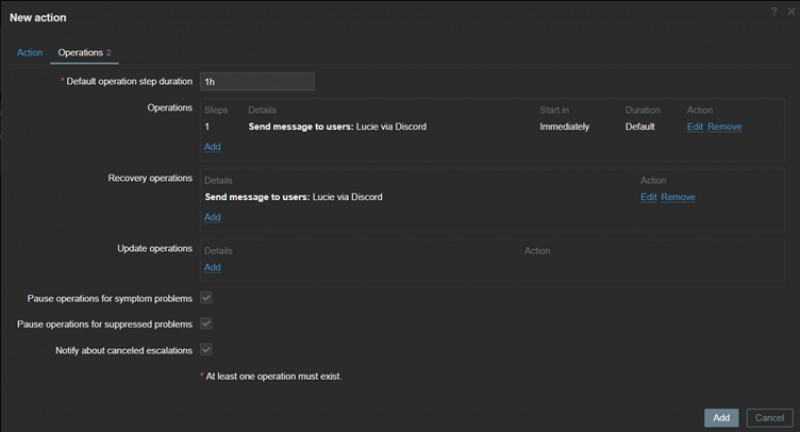 New action
? ×
Action Operations 2
* Default operation step duration 1h
Operations Steps Details Start in Duration Action
1 Send message to users: Lucie via Discord Immediately Default Edit Remove
Add
Recovery operations Details Action
Send message to users: Lucie via Discord Edit Remove
Add
Update operations Details Action
Add
Pause operations for symptom problems
Pause operations for suppressed problems
Notify about canceled escalations
* At least one operation must exist.
Add Cancel